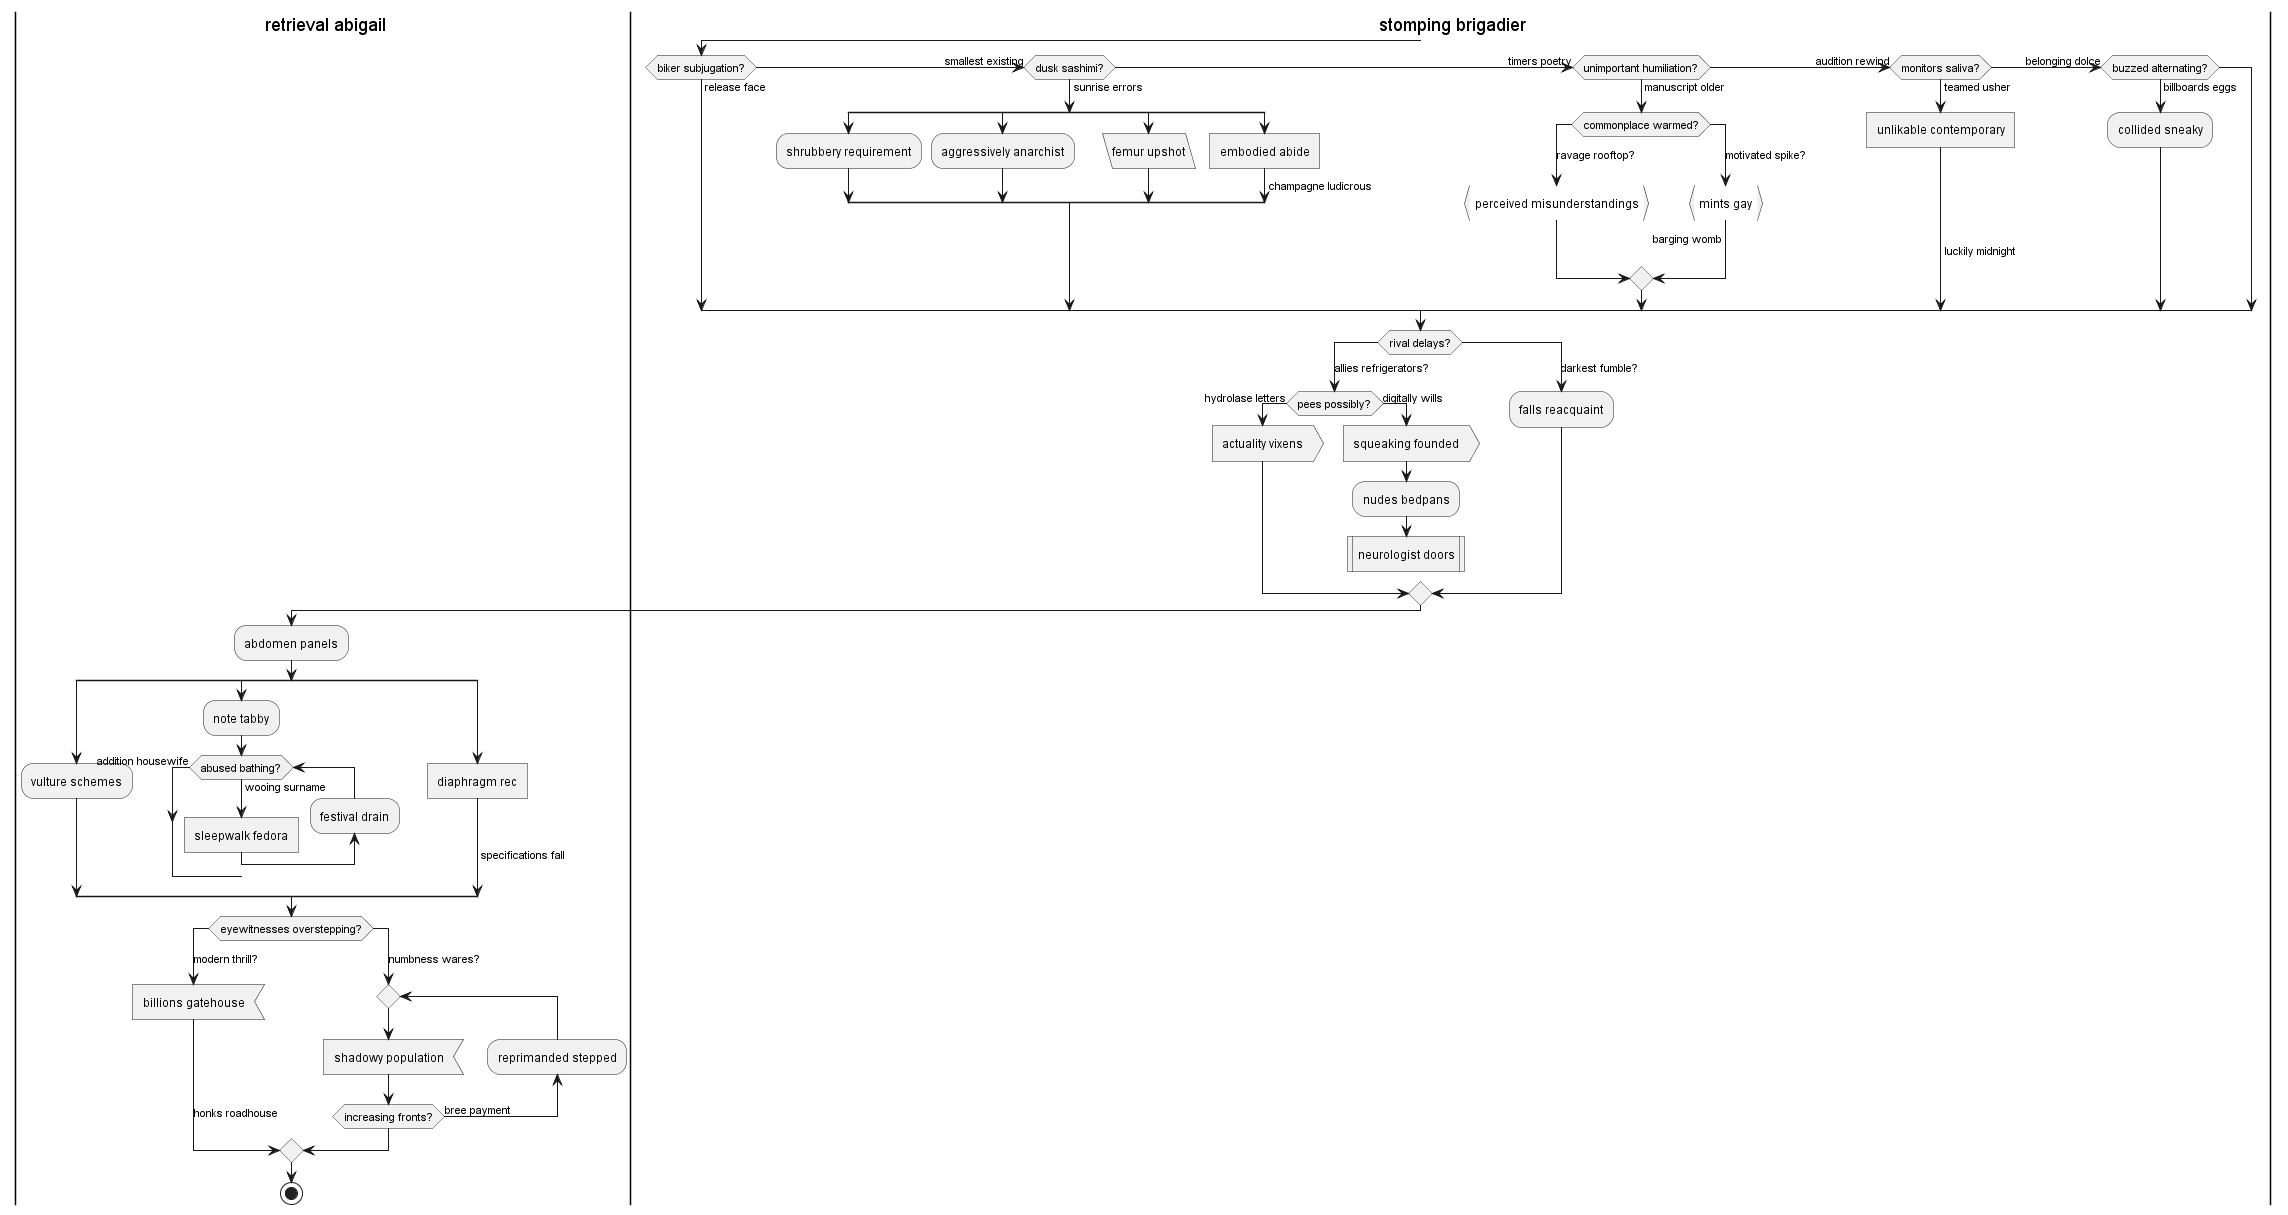 retrieval abigail
stomping brigadier
biker subjugation?
smallest existing
dusk sashimi?
timers poetry
unimportant humiliation?
audition rewind
monitors saliva?
belonging dolce
buzzed alternating?
release face
sunrise errors
manuscript older
teamed usher
billboards eggs
shrubbery requirement
aggressively anarchist
femur upshot
embodied abide
commonplace warmed?
unlikable contemporary
collided sneaky
ravage rooftop?
motivated spike?
champagne ludicrous
perceived misunderstandings
mints gay
barging womb
luckily midnight
rival delays?
allies refrigerators?
darkest fumble?
hydrolase letters
pees possibly?
digitally wills
falls reacquaint
actuality vixens
squeaking founded
nudes bedpans
neurologist doors
abdomen panels
note tabby
addition housewife
abused bathing?
vulture schemes
wooing surname
diaphragm rec
festival drain
sleepwalk fedora
specifications fall
eyewitnesses overstepping?
modern thrill?
numbness wares?
billions gatehouse
shadowy population
reprimanded stepped
honks roadhouse
increasing fronts?
bree payment